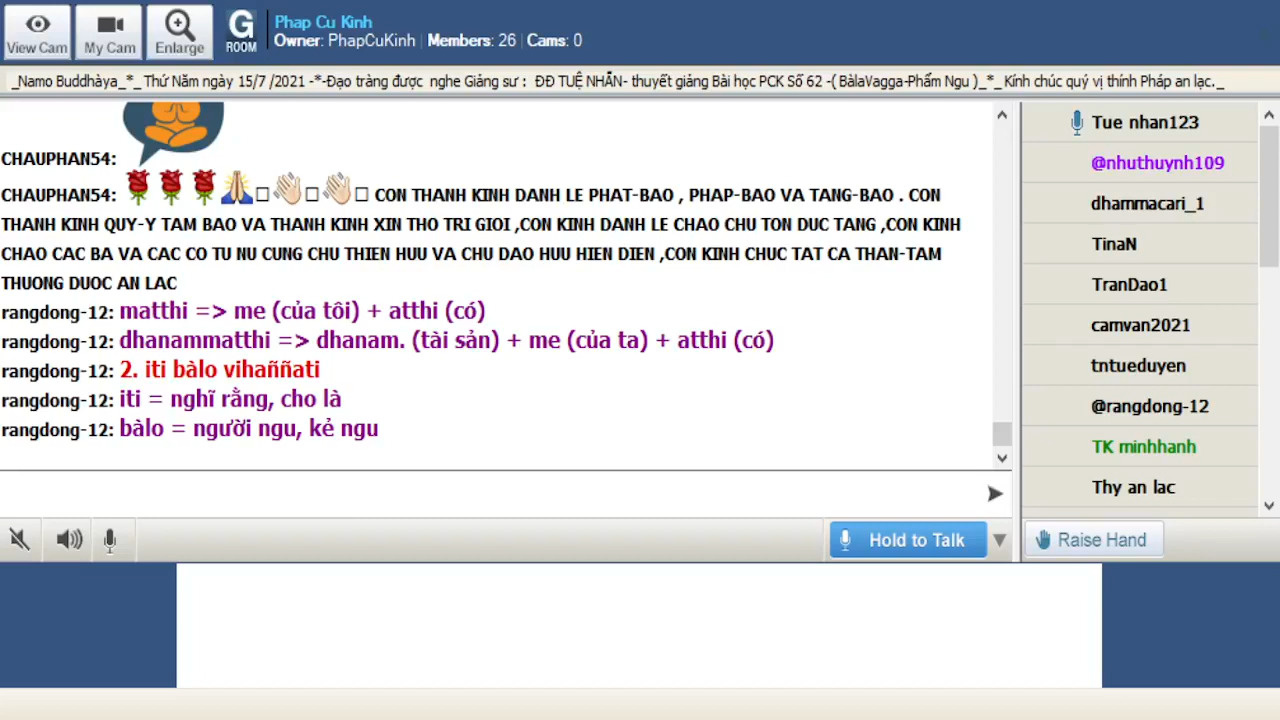 View Cam
My Cam
Enlarge
G
ROOM
Phap Cu Kinh
Owner: PhapCuKinh | Members: 26 | Cams: 0
_Namo Buddhàya_*_ Thứ Năm ngày 15/7 /2021 -*-Đạo tràng được nghe Giảng sư : ĐĐ TUỆ NHẪN- thuyết giảng Bài học PCK Số 62 -( BàlaVagga-Phẩm Ngu )_*_ Kính chúc quý vị thính Pháp an lạc._
CHAUPHAN54:
CHAUPHAN54: CON THANH KINH DANH LE PHAT-BAO , PHAP-BAO VA TANG-BAO . CON
THANH KINH QUY-Y TAM BAO VA THANH KINH XIN THO TRI GIOI ,CON KINH DANH LE CHAO CHU TON DUC TANG ,CON KINH
CHAO CAC BA VA CAC CO TU NU CUNG CHU THIEN HUU VA CHU DAO HUU HIEN DIEN ,CON KINH CHUC TAT CA THAN-TAM
THUONG DUOC AN LAC
rangdong-12: matthi => me (của tôi) + atthi (có)
rangdong-12: dhanammatthi => dhanam. (tài sản) + me (của ta) + atthi (có)
rangdong-12: 2. iti bàlo vihaññati
rangdong-12: iti = nghĩ rằng, cho là
rangdong-12: bàlo = người ngu, kẻ ngu
Tue nhan123
@nhuthuynh109
dhammacari_1
TinaN
TranDao1
camvan2021
tntueduyen
@rangdong-12
TK minhhanh
Thy an lac
Hold to Talk
Raise Hand